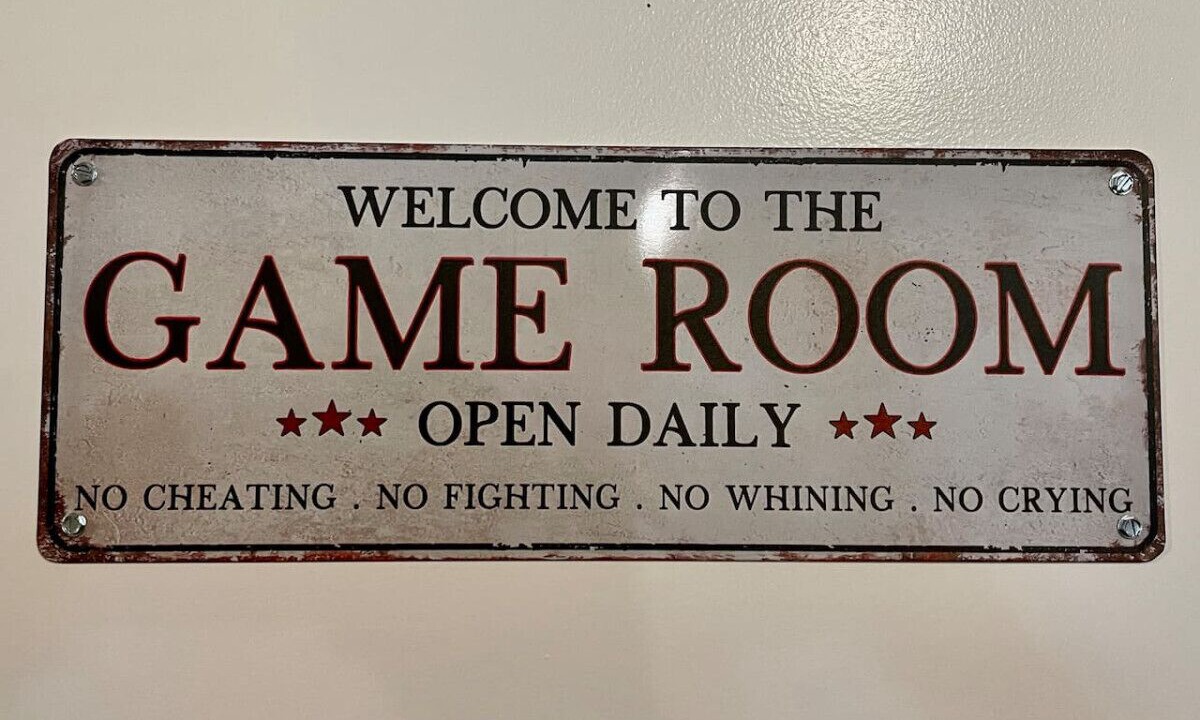 WELCOME TO THE
GAME ROOM
OPEN DAILY
NO CHEATING . NO FIGHTING . NO WHINING . NO CRYING